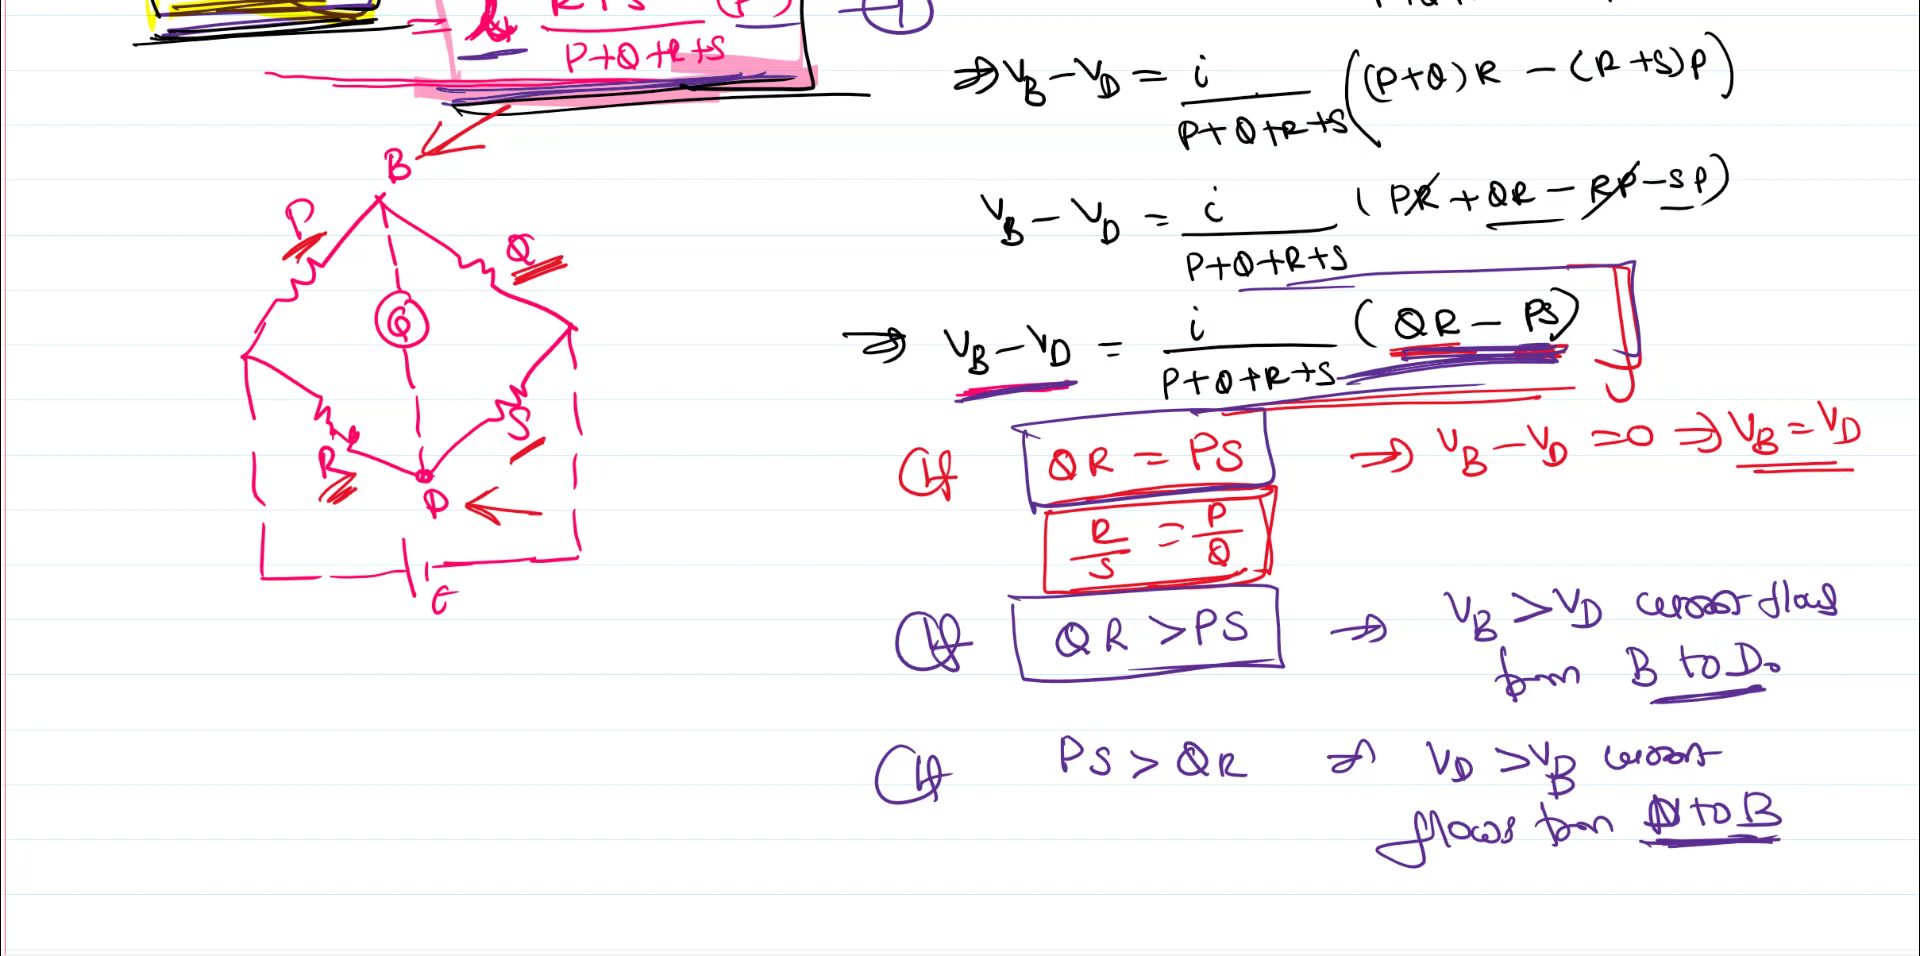 = R+S (P)
P+Q+R+S
1
P+Q+
⇒ V_B - V_D = i/(P+Q+R+S) ((P+Q)R - (R+S)P)
V_B - V_D = i/(P+Q+R+S) (PR + QR - RP - SP)
⇒ V_B - V_D = i/(P+Q+R+S) (QR - PS)
B
P
Q
G
R
S
D
E
If QR = PS ⇒ V_B - V_D = 0 ⇒ V_B = V_D
R/S = P/Q
If QR > PS ⇒ V_B > V_D current flows
from B to D.
If PS > QR ⇒ V_D > V_B current
flows from D to B